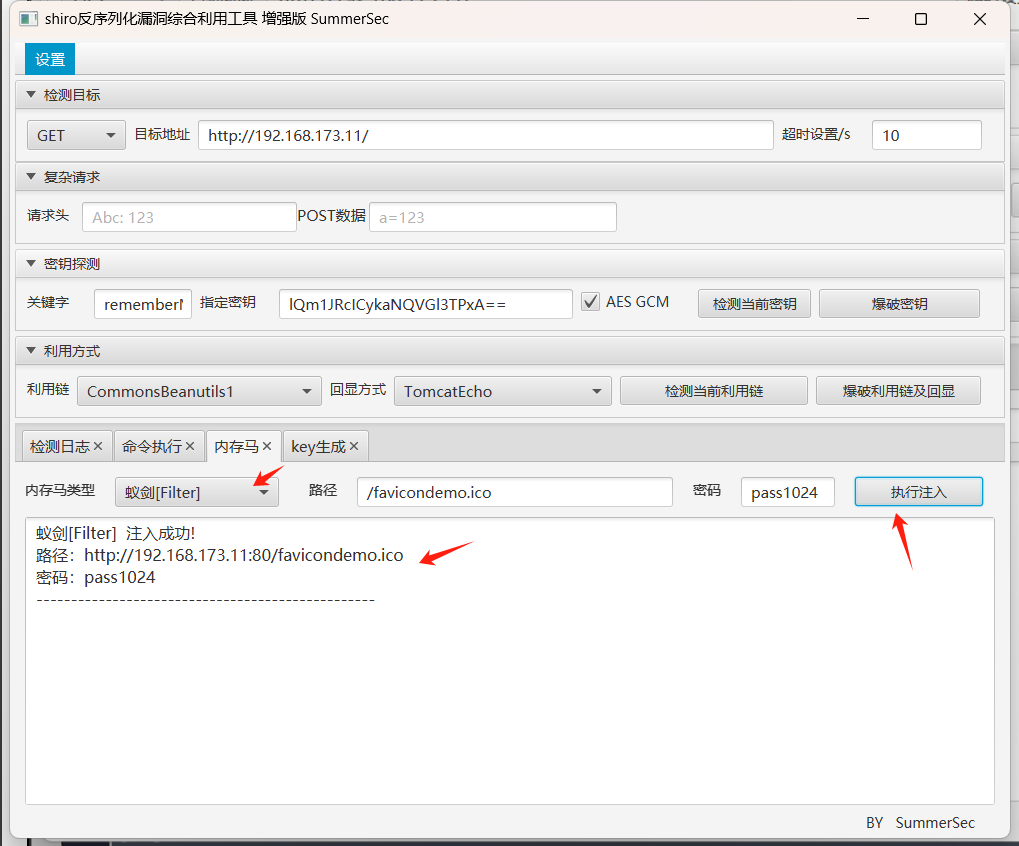 shiro反序列化漏洞综合利用工具 增强版 SummerSec
设置
检测目标
GET 目标地址 http://192.168.173.11/ 超时设置/s 10
复杂请求
请求头 Abc: 123 POST数据 a=123
密钥探测
关键字 rememberM 指定密钥 lQm1JRcICykaNQVGl3TPxA== AES GCM 检测当前密钥 爆破密钥
利用方式
利用链 CommonsBeanutils1 回显方式 TomcatEcho 检测当前利用链 爆破利用链及回显
检测日志 命令执行 内存马 key生成
内存马类型 蚁剑[Filter] 路径 /favicondemo.ico 密码 pass1024 执行注入
蚁剑[Filter] 注入成功!
路径：http://192.168.173.11:80/favicondemo.ico
密码：pass1024
-------------------------------------------------
BY SummerSec